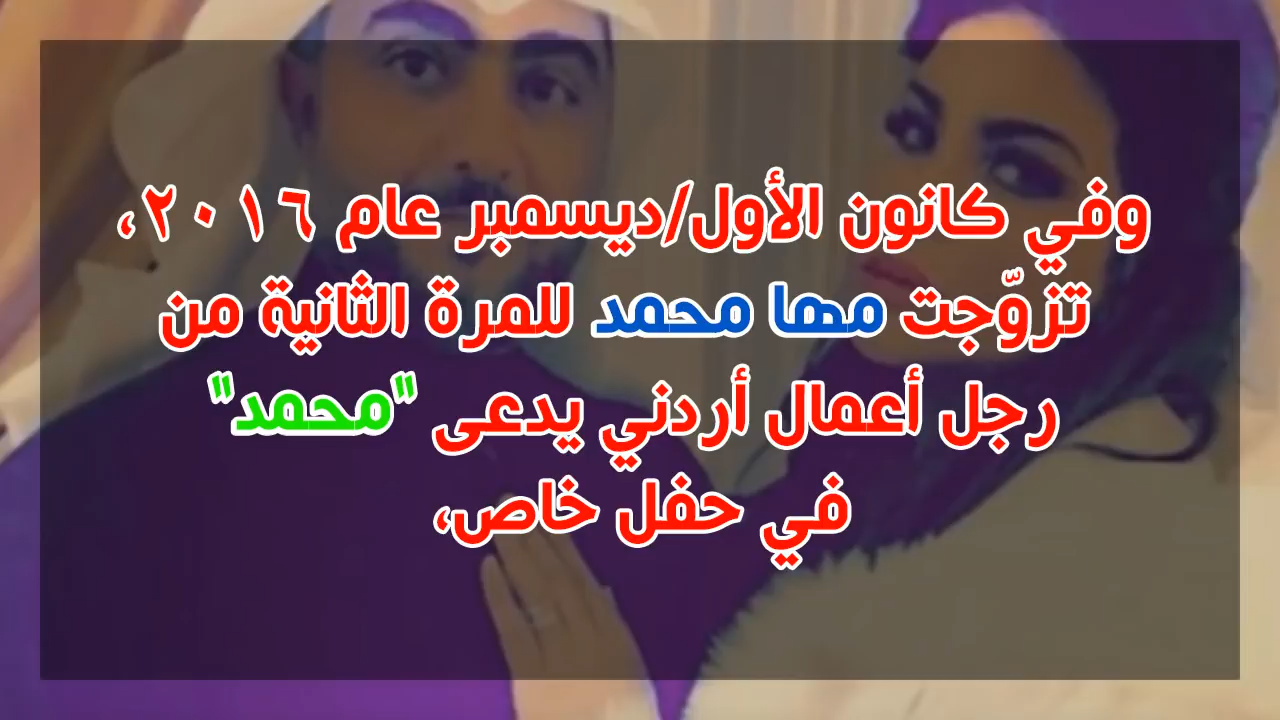 وفي كانون الأول/ديسمبر عام ٢٠١٦،
تزوّجت مها محمد للمرة الثانية من
رجل أعمال أردني يدعى "محمد"
في حفل خاص،